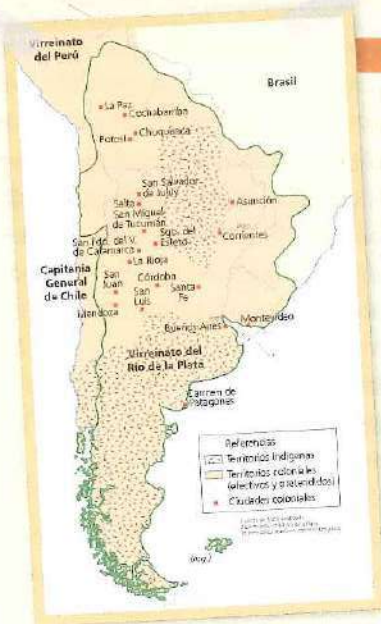 Virreinato
del Perú
Brasil
La Paz
Cochabamba
Chuquisaca
Potosí
San Salvador
de Jujuy
Salta
San Miguel
de Tucumán
Asunción
San Fdo. del V.
de Catamarca
Sgo. del
Estero
Corrientes
La Rioja
Capitanía
General
de Chile
San
Juan
Córdoba
San
Luis
Santa
Fe
Mendoza
Buenos Aires
Montevideo
Virreinato del
Río de la Plata
Carmen de
Patagones
Referencias
Territorios indígenas
Territorios coloniales
(efectivos y pretendidos)
Ciudades coloniales
(Arg.)